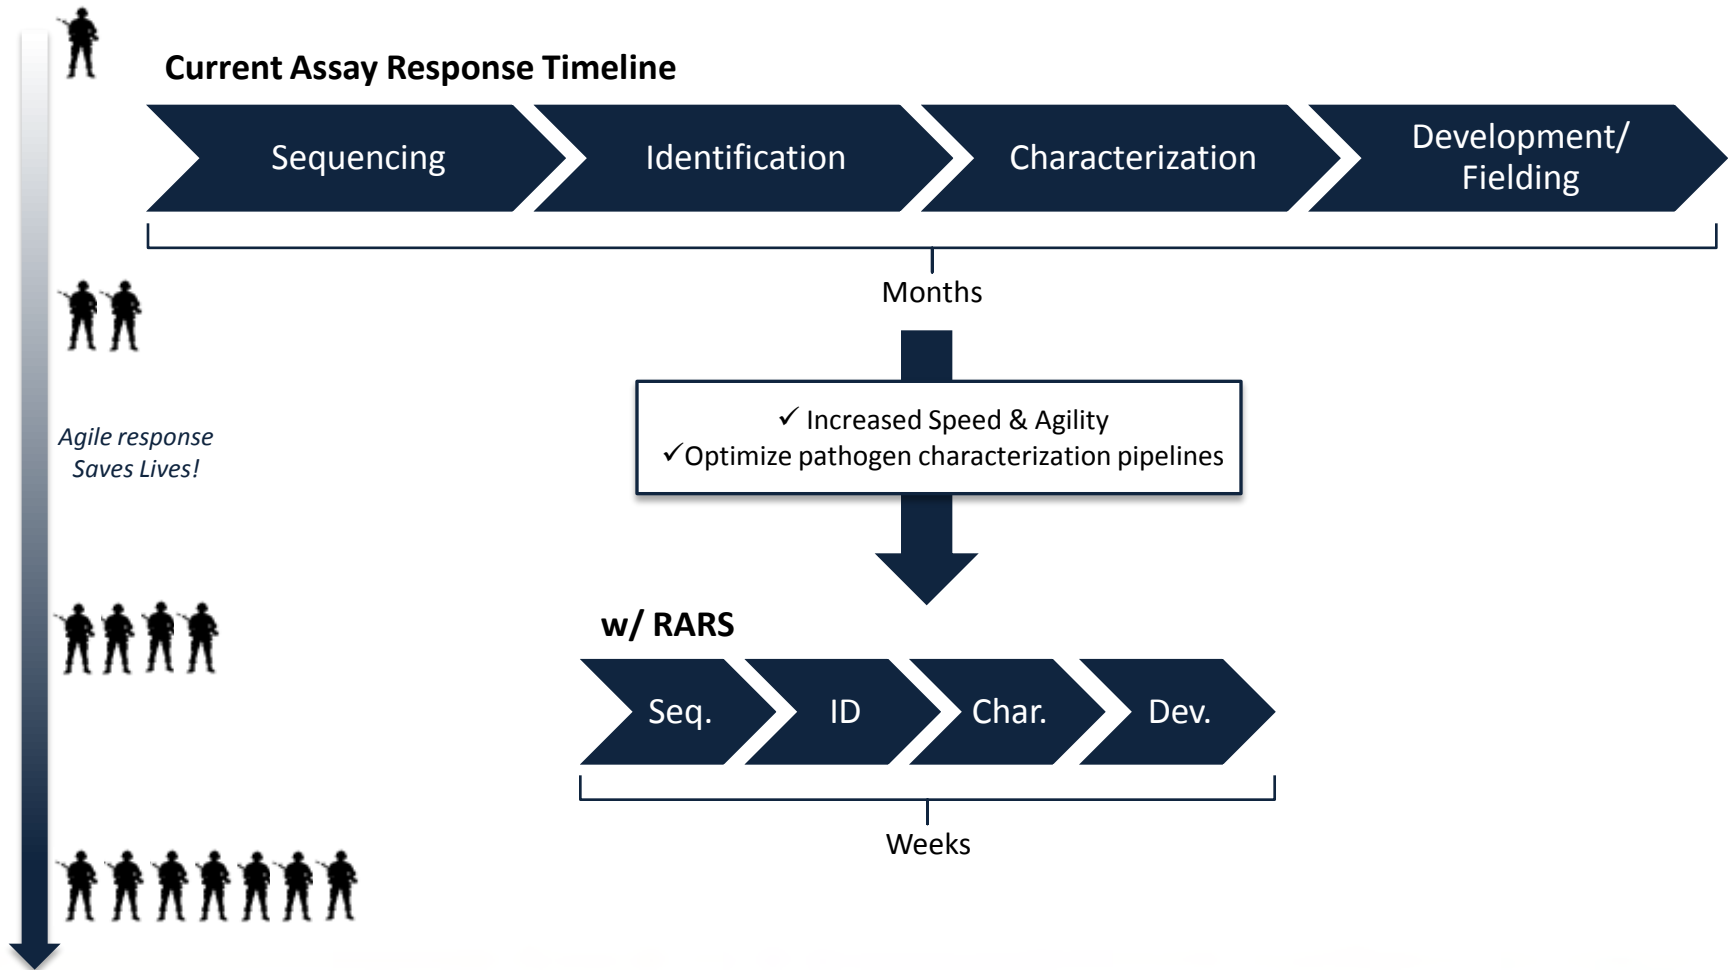 Current Assay Response Timeline
Sequencing
Identification
Characterization
Development/
Fielding
Months
✓ Increased Speed & Agility
✓Optimize pathogen characterization pipelines
Agile response
Saves Lives!
w/ RARS
Seq.
ID
Char.
Dev.
Weeks